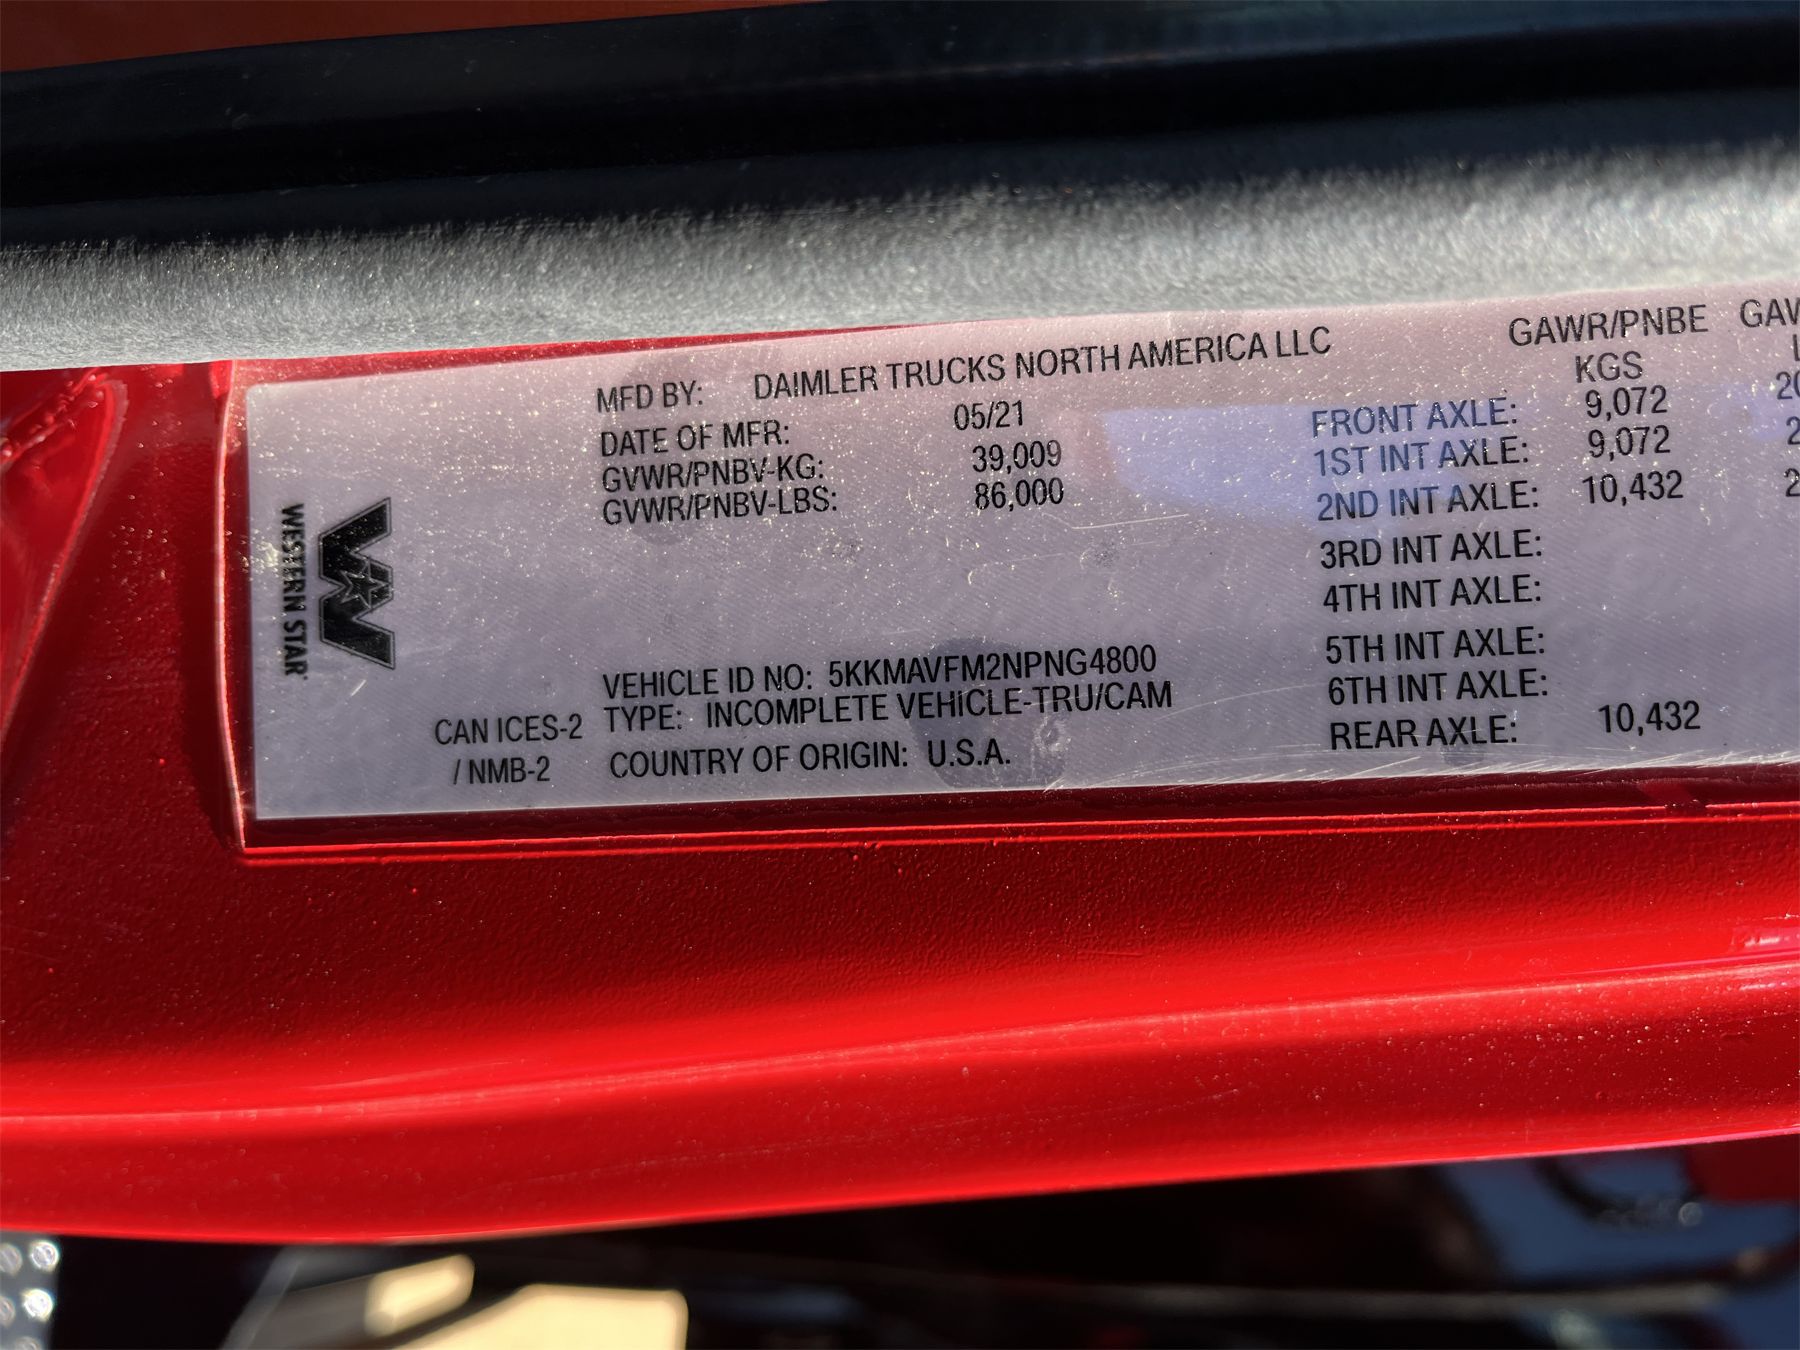 MFD BY: DAIMLER TRUCKS NORTH AMERICA LLC
DATE OF MFR: 05/21
GVWR/PNBV-KG: 39,009
GVWR/PNBV-LBS: 86,000
WESTERN STAR
VEHICLE ID NO: 5KKMAVFM2NPNG4800
TYPE: INCOMPLETE VEHICLE-TRU/CAM
COUNTRY OF ORIGIN: U.S.A.
CAN ICES-2
/ NMB-2
GAWR/PNBE
KGS
FRONT AXLE: 9,072
1ST INT AXLE: 9,072
2ND INT AXLE: 10,432
3RD INT AXLE:
4TH INT AXLE:
5TH INT AXLE:
6TH INT AXLE:
REAR AXLE: 10,432